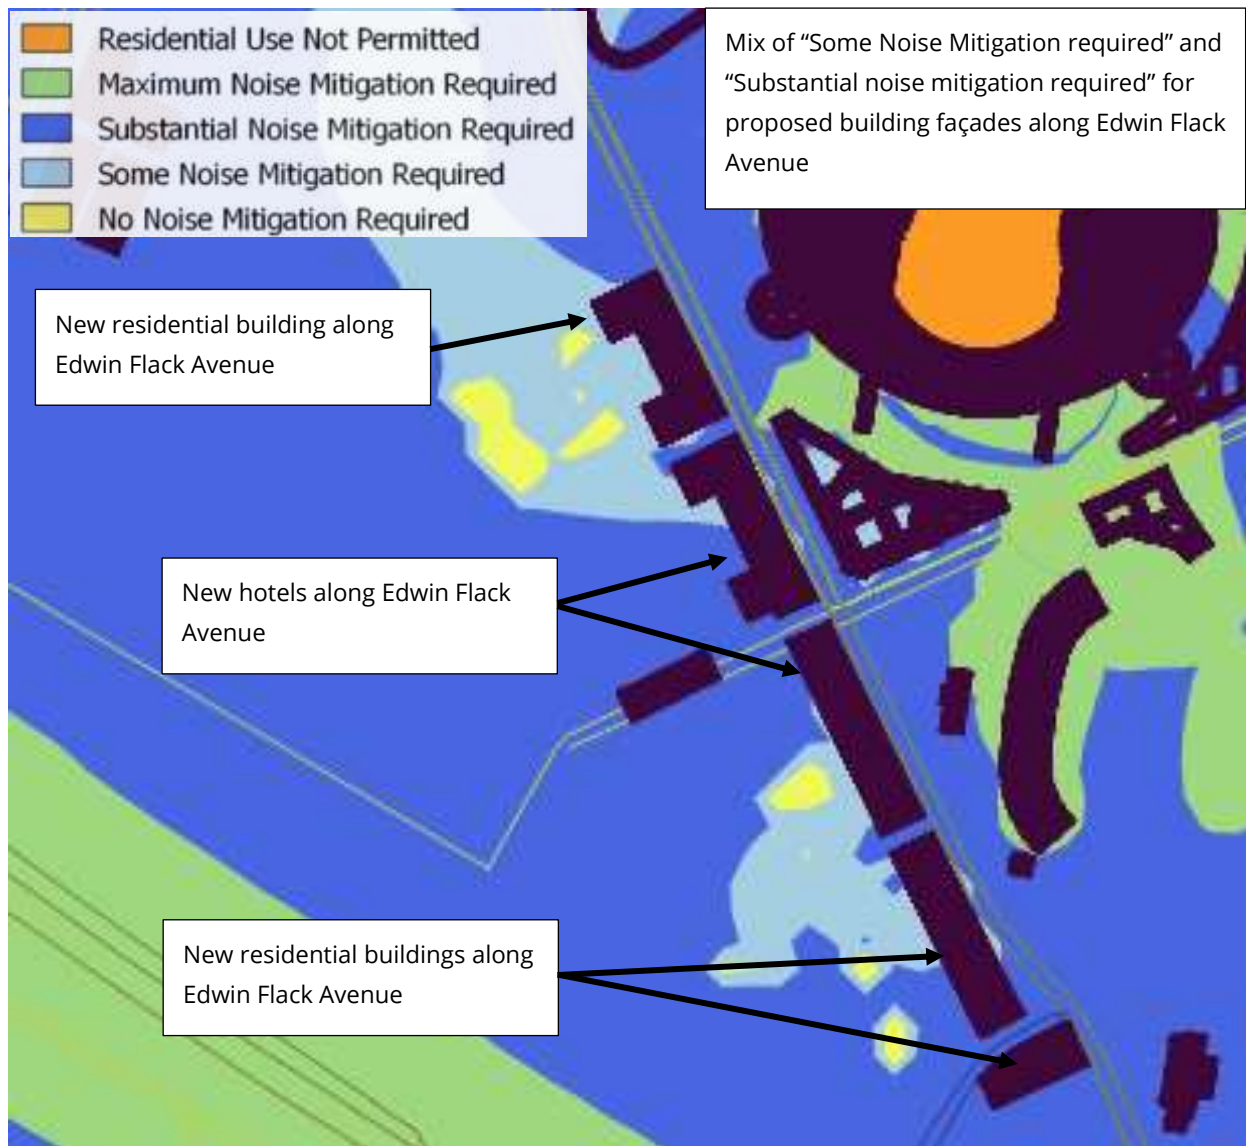 Residential Use Not Permitted
Maximum Noise Mitigation Required
Substantial Noise Mitigation Required
Some Noise Mitigation Required
No Noise Mitigation Required
Mix of “Some Noise Mitigation required” and
“Substantial noise mitigation required” for
proposed building façades along Edwin Flack
Avenue
New residential building along
Edwin Flack Avenue
New hotels along Edwin Flack
Avenue
New residential buildings along
Edwin Flack Avenue